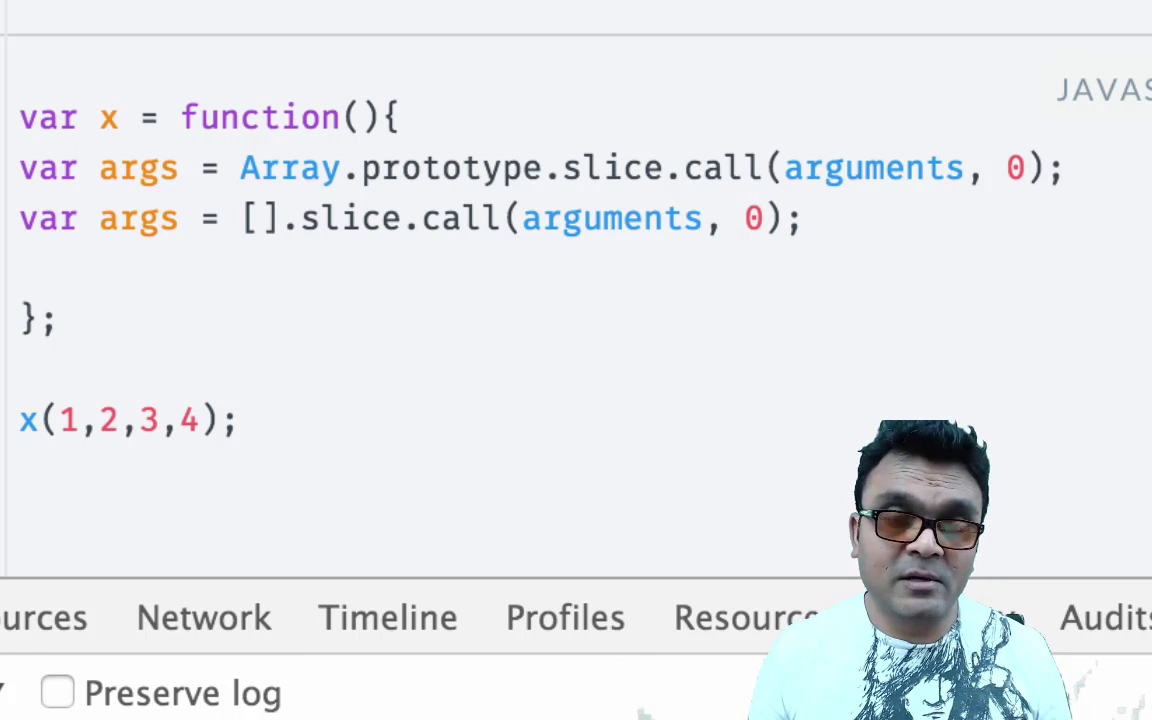 JAVAS
var x = function(){
var args = Array.prototype.slice.call(arguments, 0);
var args = [].slice.call(arguments, 0);
};
x(1,2,3,4);
urces Network Timeline Profiles Resource Audits
Preserve log